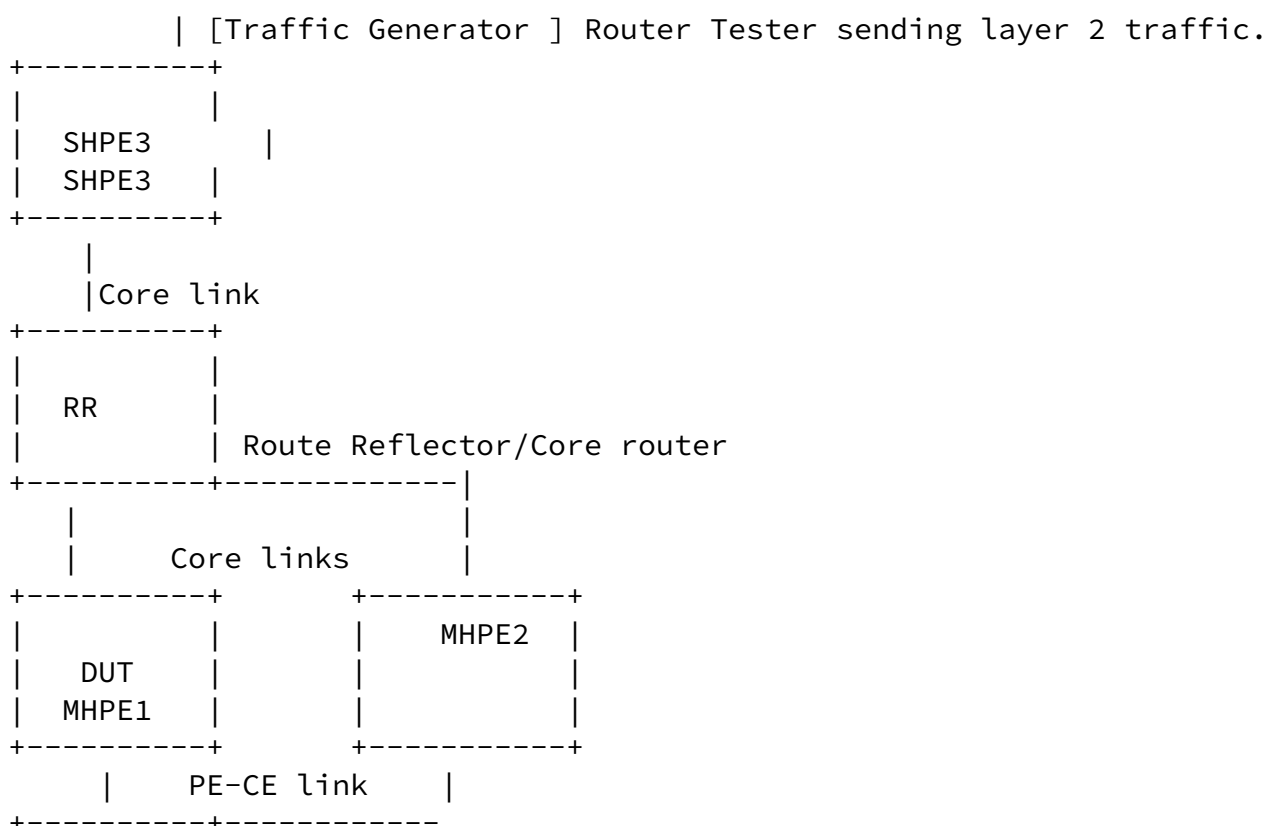 | [Traffic Generator ] Router Tester sending layer 2 traffic.
+----------+
|          |
|  SHPE3      |
|  SHPE3   |
+----------+
    |
    |Core link
+----------+
|          |
|  RR      |
|          | Route Reflector/Core router
+----------+-------------|
   |                     |
   |     Core links      |
+----------+       +-----------+
|          |       |    MHPE2  |
|   DUT    |       |           |
|  MHPE1   |       |           |
+----------+       +-----------+
     |    PE-CE link    |
+----------+------------